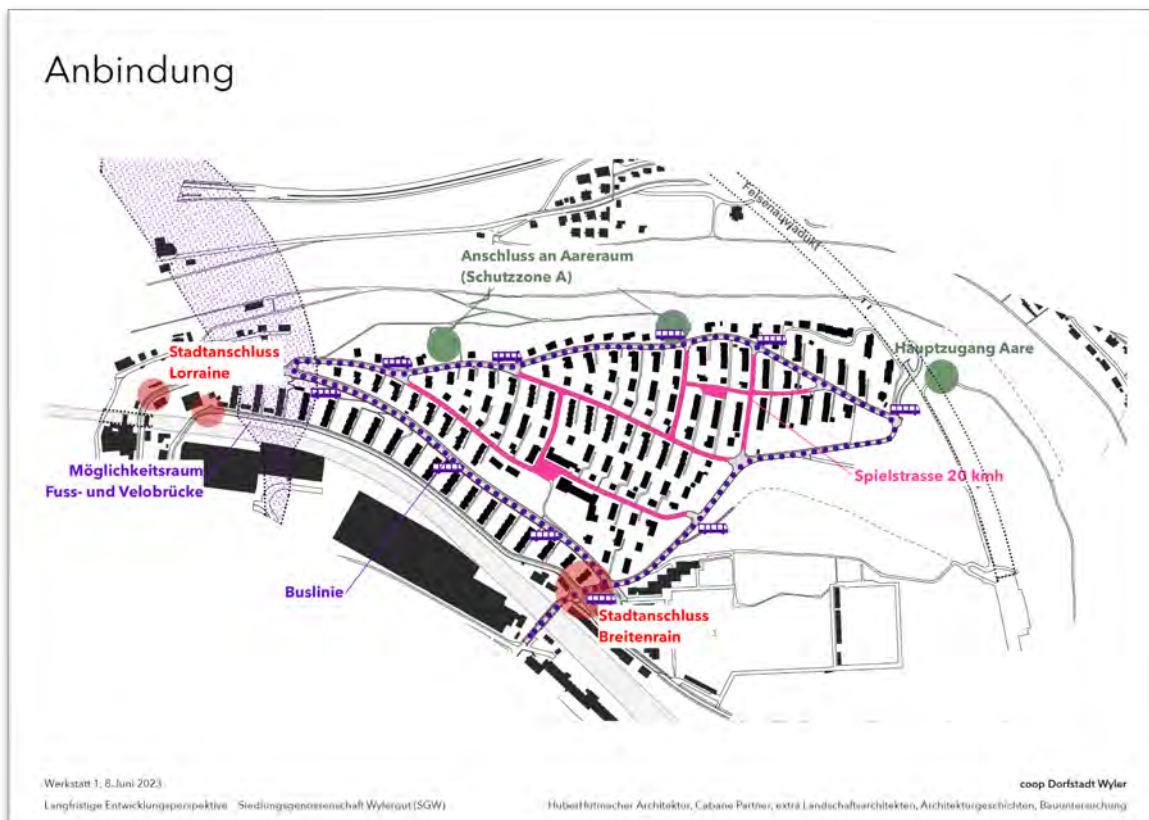 Anbindung
Felsenauviadukt
Anschluss an Aareraum
(Schutzzone A)
Stadtanschluss
Lorraine
Hauptzugang Aare
Möglichkeitsraum
Fuss- und Velobrücke
Spielstrasse 20 kmh
Buslinie
Stadtanschluss
Breitenrain
Werkstatt 1, 8. Juni 2023
coop Dorfstadt Wyler
Langfristige Entwicklungsperspektive Siedlungsgenossenschaft Wylergut (SGW)
HuberHutmacher Architektur, Cabane Partner, extra Landschaftsarchitekten, Architekturgeschichten, Bauuntersuchung